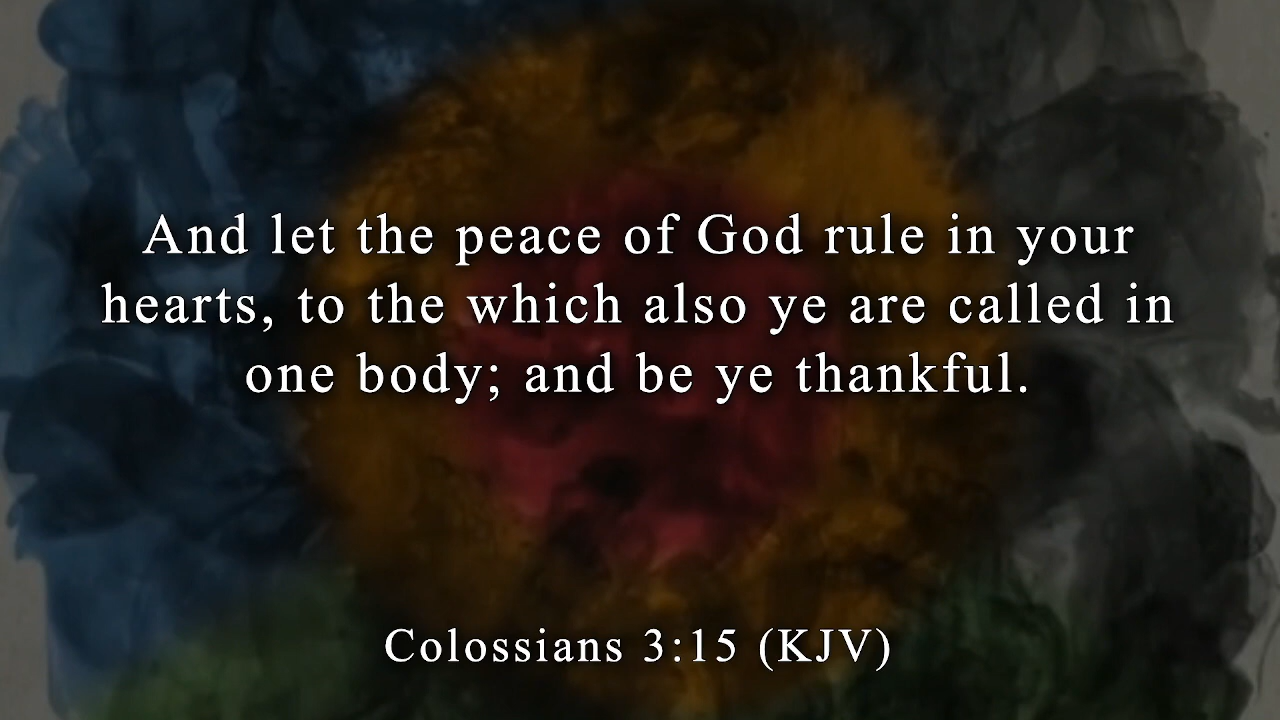 And let the peace of God rule in your
hearts, to the which also ye are called in
one body; and be ye thankful.
Colossians 3:15 (KJV)